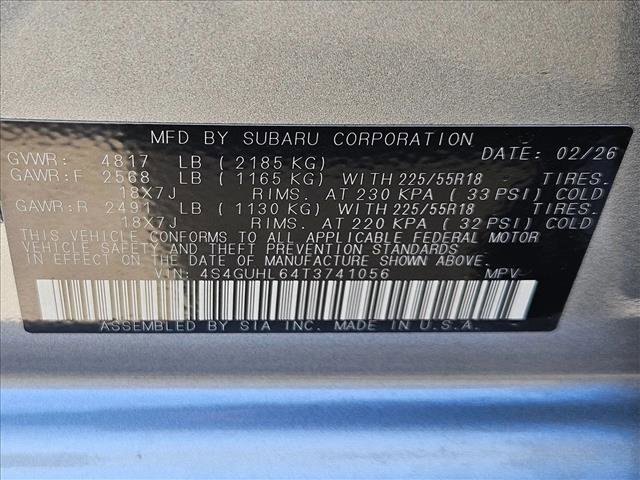 MFD BY SUBARU CORPORATION DATE: 02/26
GVWR: 4817 LB (2185 KG)
GAWR:F 2568 LB (1165 KG) WITH 225/55R18 TIRES.
18X7J RIMS. AT 230 KPA (33 PSI) COLD
GAWR:R 2491 LB (1130 KG) WITH 225/55R18 TIRES.
18X7J RIMS. AT 220 KPA (32 PSI) COLD
THIS VEHICLE CONFORMS TO ALL APPLICABLE FEDERAL MOTOR
VEHICLE SAFETY AND THEFT PREVENTION STANDARDS IN
EFFECT ON THE DATE OF MANUFACTURE SHOWN ABOVE.
VIN: 4S4GUHL64T3741056 MPV
ASSEMBLED BY SIA INC. MADE IN U.S.A.